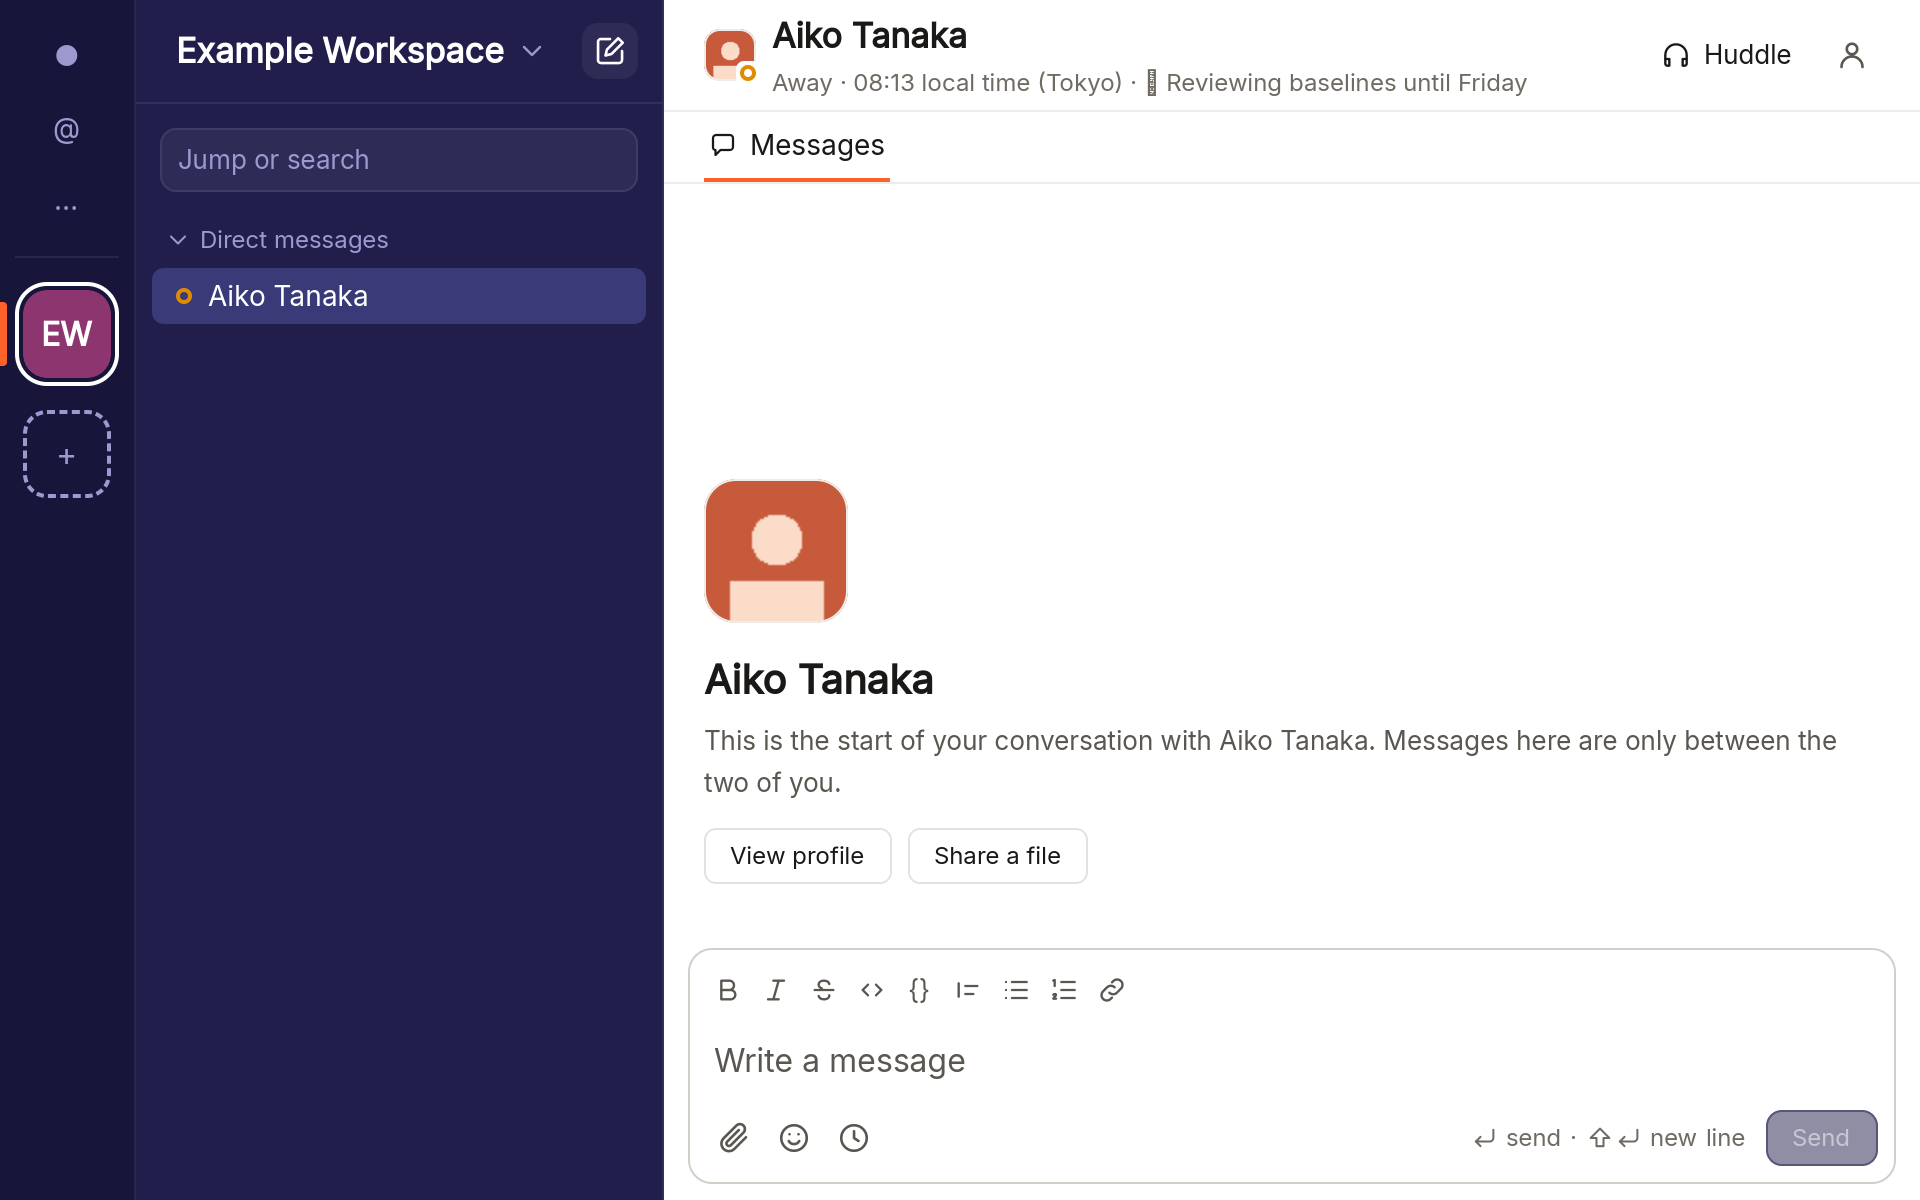 Example Workspace
@
...
EW
+
Jump or search
Direct messages
Aiko Tanaka
Aiko Tanaka
Away · 08:13 local time (Tokyo) · Reviewing baselines until Friday
Huddle
Messages
Aiko Tanaka
This is the start of your conversation with Aiko Tanaka. Messages here are only between the
two of you.
View profile
Share a file
Write a message
send · new line
Send